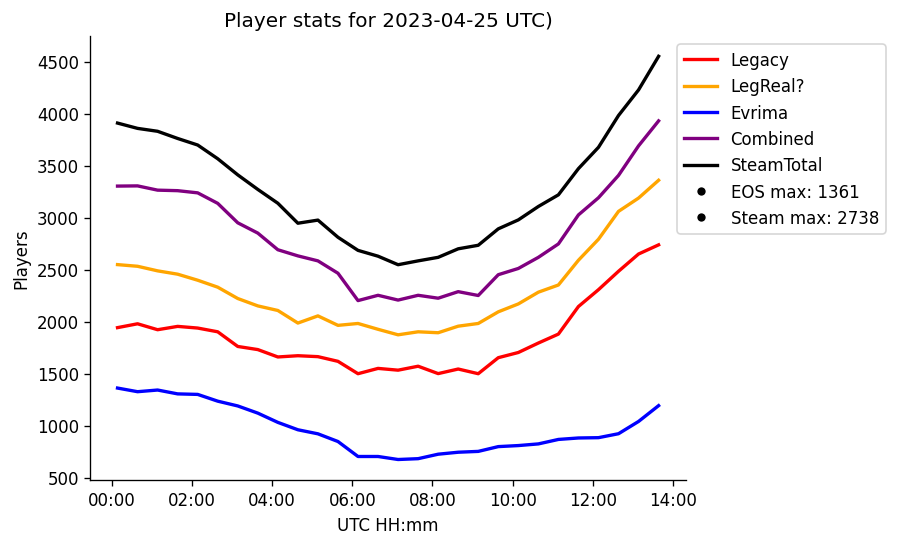 Player stats for 2023-04-25 UTC)
4500
4000
3500
3000
2500
2000
1500
1000
500
Players
00:00 02:00 04:00 06:00 08:00 10:00 12:00 14:00
UTC HH:mm
Legacy
LegReal?
Evrima
Combined
SteamTotal
EOS max: 1361
Steam max: 2738